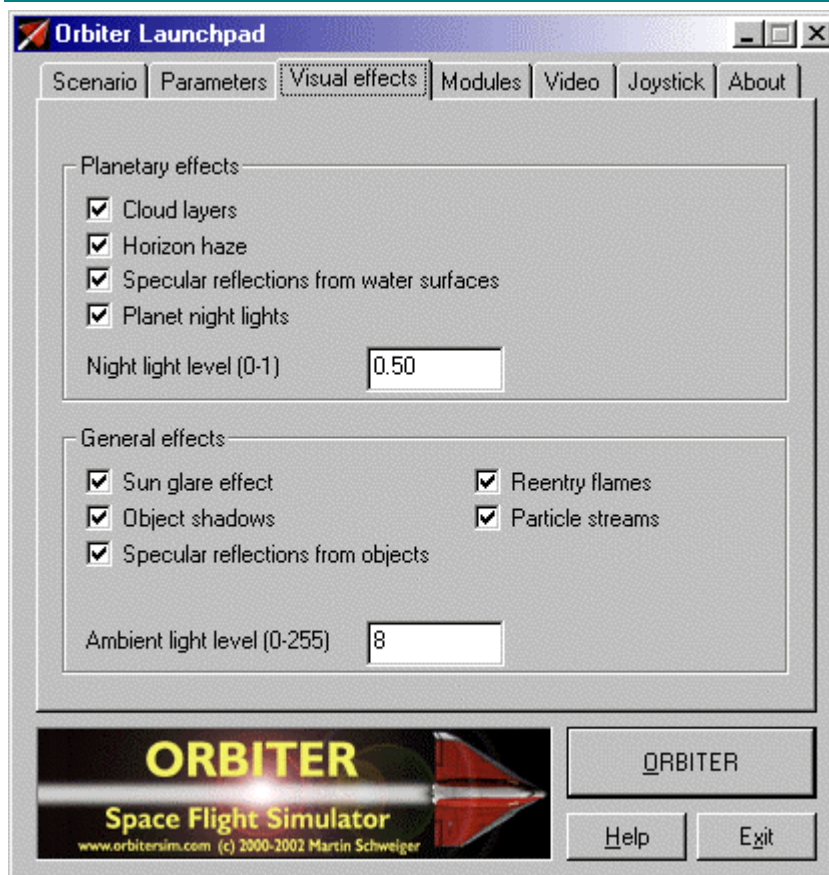 Orbiter Launchpad
Scenario Parameters Visual effects Modules Video Joystick About
Planetary effects
Cloud layers
Horizon haze
Specular reflections from water surfaces
Planet night lights
Night light level (0-1) 0.50
General effects
Sun glare effect Reentry flames
Object shadows Particle streams
Specular reflections from objects
Ambient light level (0-255) 8
ORBITER
Space Flight Simulator
www.orbitersim.com (c) 2000-2002 Martin Schweiger
ORBITER
Help Exit